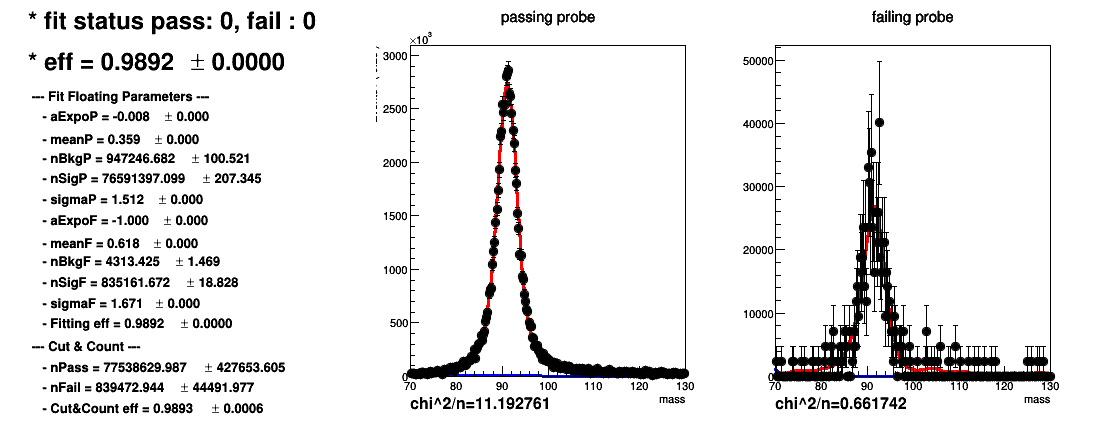 * fit status pass: 0, fail : 0
* eff = 0.9892 ± 0.0000
--- Fit Floating Parameters ---
- aExpoP = -0.008 ± 0.000
- meanP = 0.359 ± 0.000
- nBkgP = 947246.682 ± 100.521
- nSigP = 76591397.099 ± 207.345
- sigmaP = 1.512 ± 0.000
- aExpoF = -1.000 ± 0.000
- meanF = 0.618 ± 0.000
- nBkgF = 4313.425 ± 1.469
- nSigF = 835161.672 ± 18.828
- sigmaF = 1.671 ± 0.000
- Fitting eff = 0.9892 ± 0.0000
--- Cut & Count ---
- nPass = 77538629.987 ± 427653.605
- nFail = 839472.944 ± 44491.977
- Cut&Count eff = 0.9893 ± 0.0006
passing probe
×10³
3000
2500
2000
1500
1000
500
0
70 80 90 100 110 120 130
mass
chi^2/n=11.192761
failing probe
50000
40000
30000
20000
10000
0
70 80 90 100 110 120 130
mass
chi^2/n=0.661742